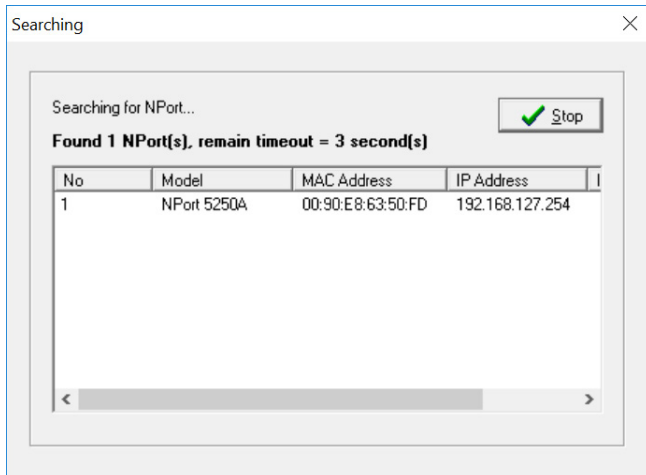 Searching
Searching for NPort...
Stop
Found 1 NPort(s), remain timeout = 3 second(s)
No Model MAC Address IP Address
1 NPort 5250A 00:90:E8:63:50:FD 192.168.127.254